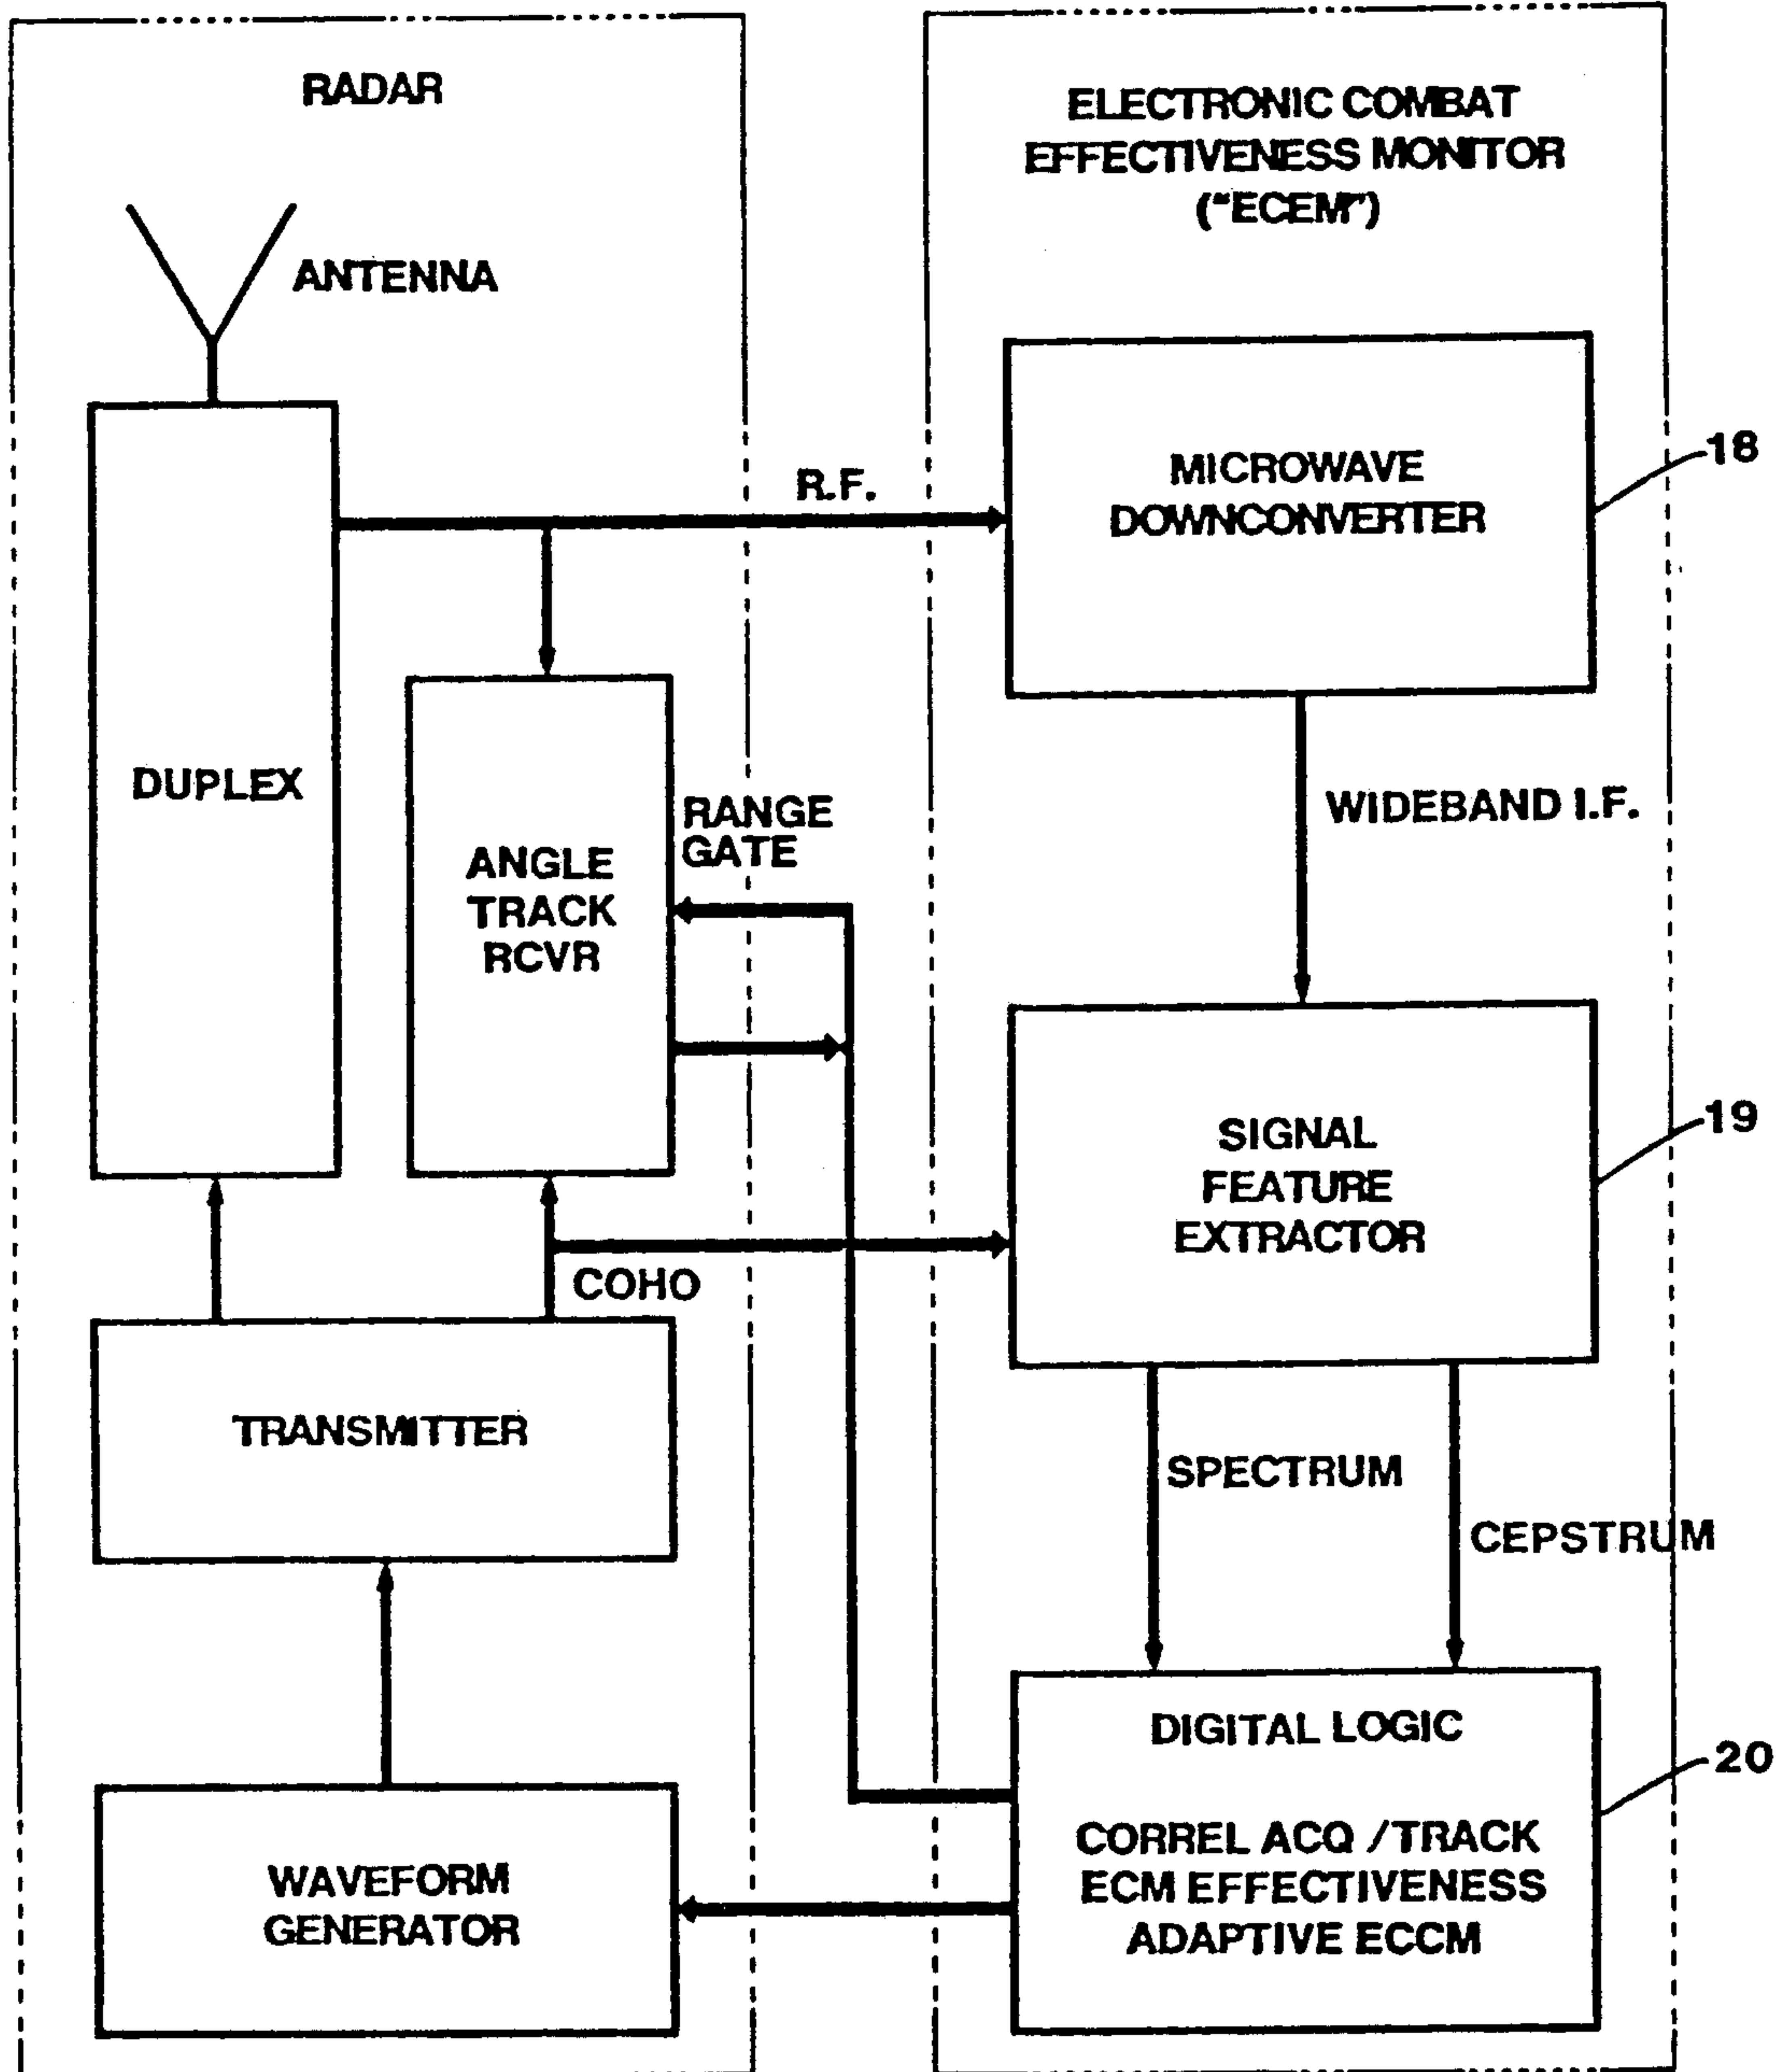 RADAR
ANTENNA
DUPLEX
ANGLE
TRACK
RCVR
RANGE
GATE
R.F.
COHO
TRANSMITTER
WAVEFORM
GENERATOR
ELECTRONIC COMBAT
EFFECTIVENESS MONITOR
("ECEM")
MICROWAVE
DOWNCONVERTER
18
WIDEBAND I.F.
SIGNAL
FEATURE
EXTRACTOR
19
SPECTRUM
CEPSTRUM
DIGITAL LOGIC
CORREL ACQ /TRACK
ECM EFFECTIVENESS
ADAPTIVE ECCM
20